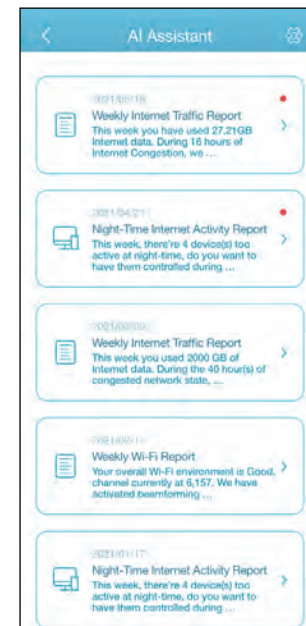 AI Assistant
Weekly Internet Traffic Report
This week you have used 27,21GB
Internet data. During 16 hours of
Internet Congestion, we ...
2021/04/21
Night-Time Internet Activity Report
This week, there're 4 device(s) too
active at night-time, do you want to
have them controlled during ...
Weekly Internet Traffic Report
This week you used 2000 GB of
Internet data. During the 40 hour(s) of
congested network state, ...
Weekly Wi-Fi Report
Your overall Wi-Fi environment is Good,
channel currently at 6,157. We have
activated beamforming ...
2021/01/17
Night-Time Internet Activity Report
This week, there're 4 device(s) too
active at night-time, do you want to
have them controlled during ...